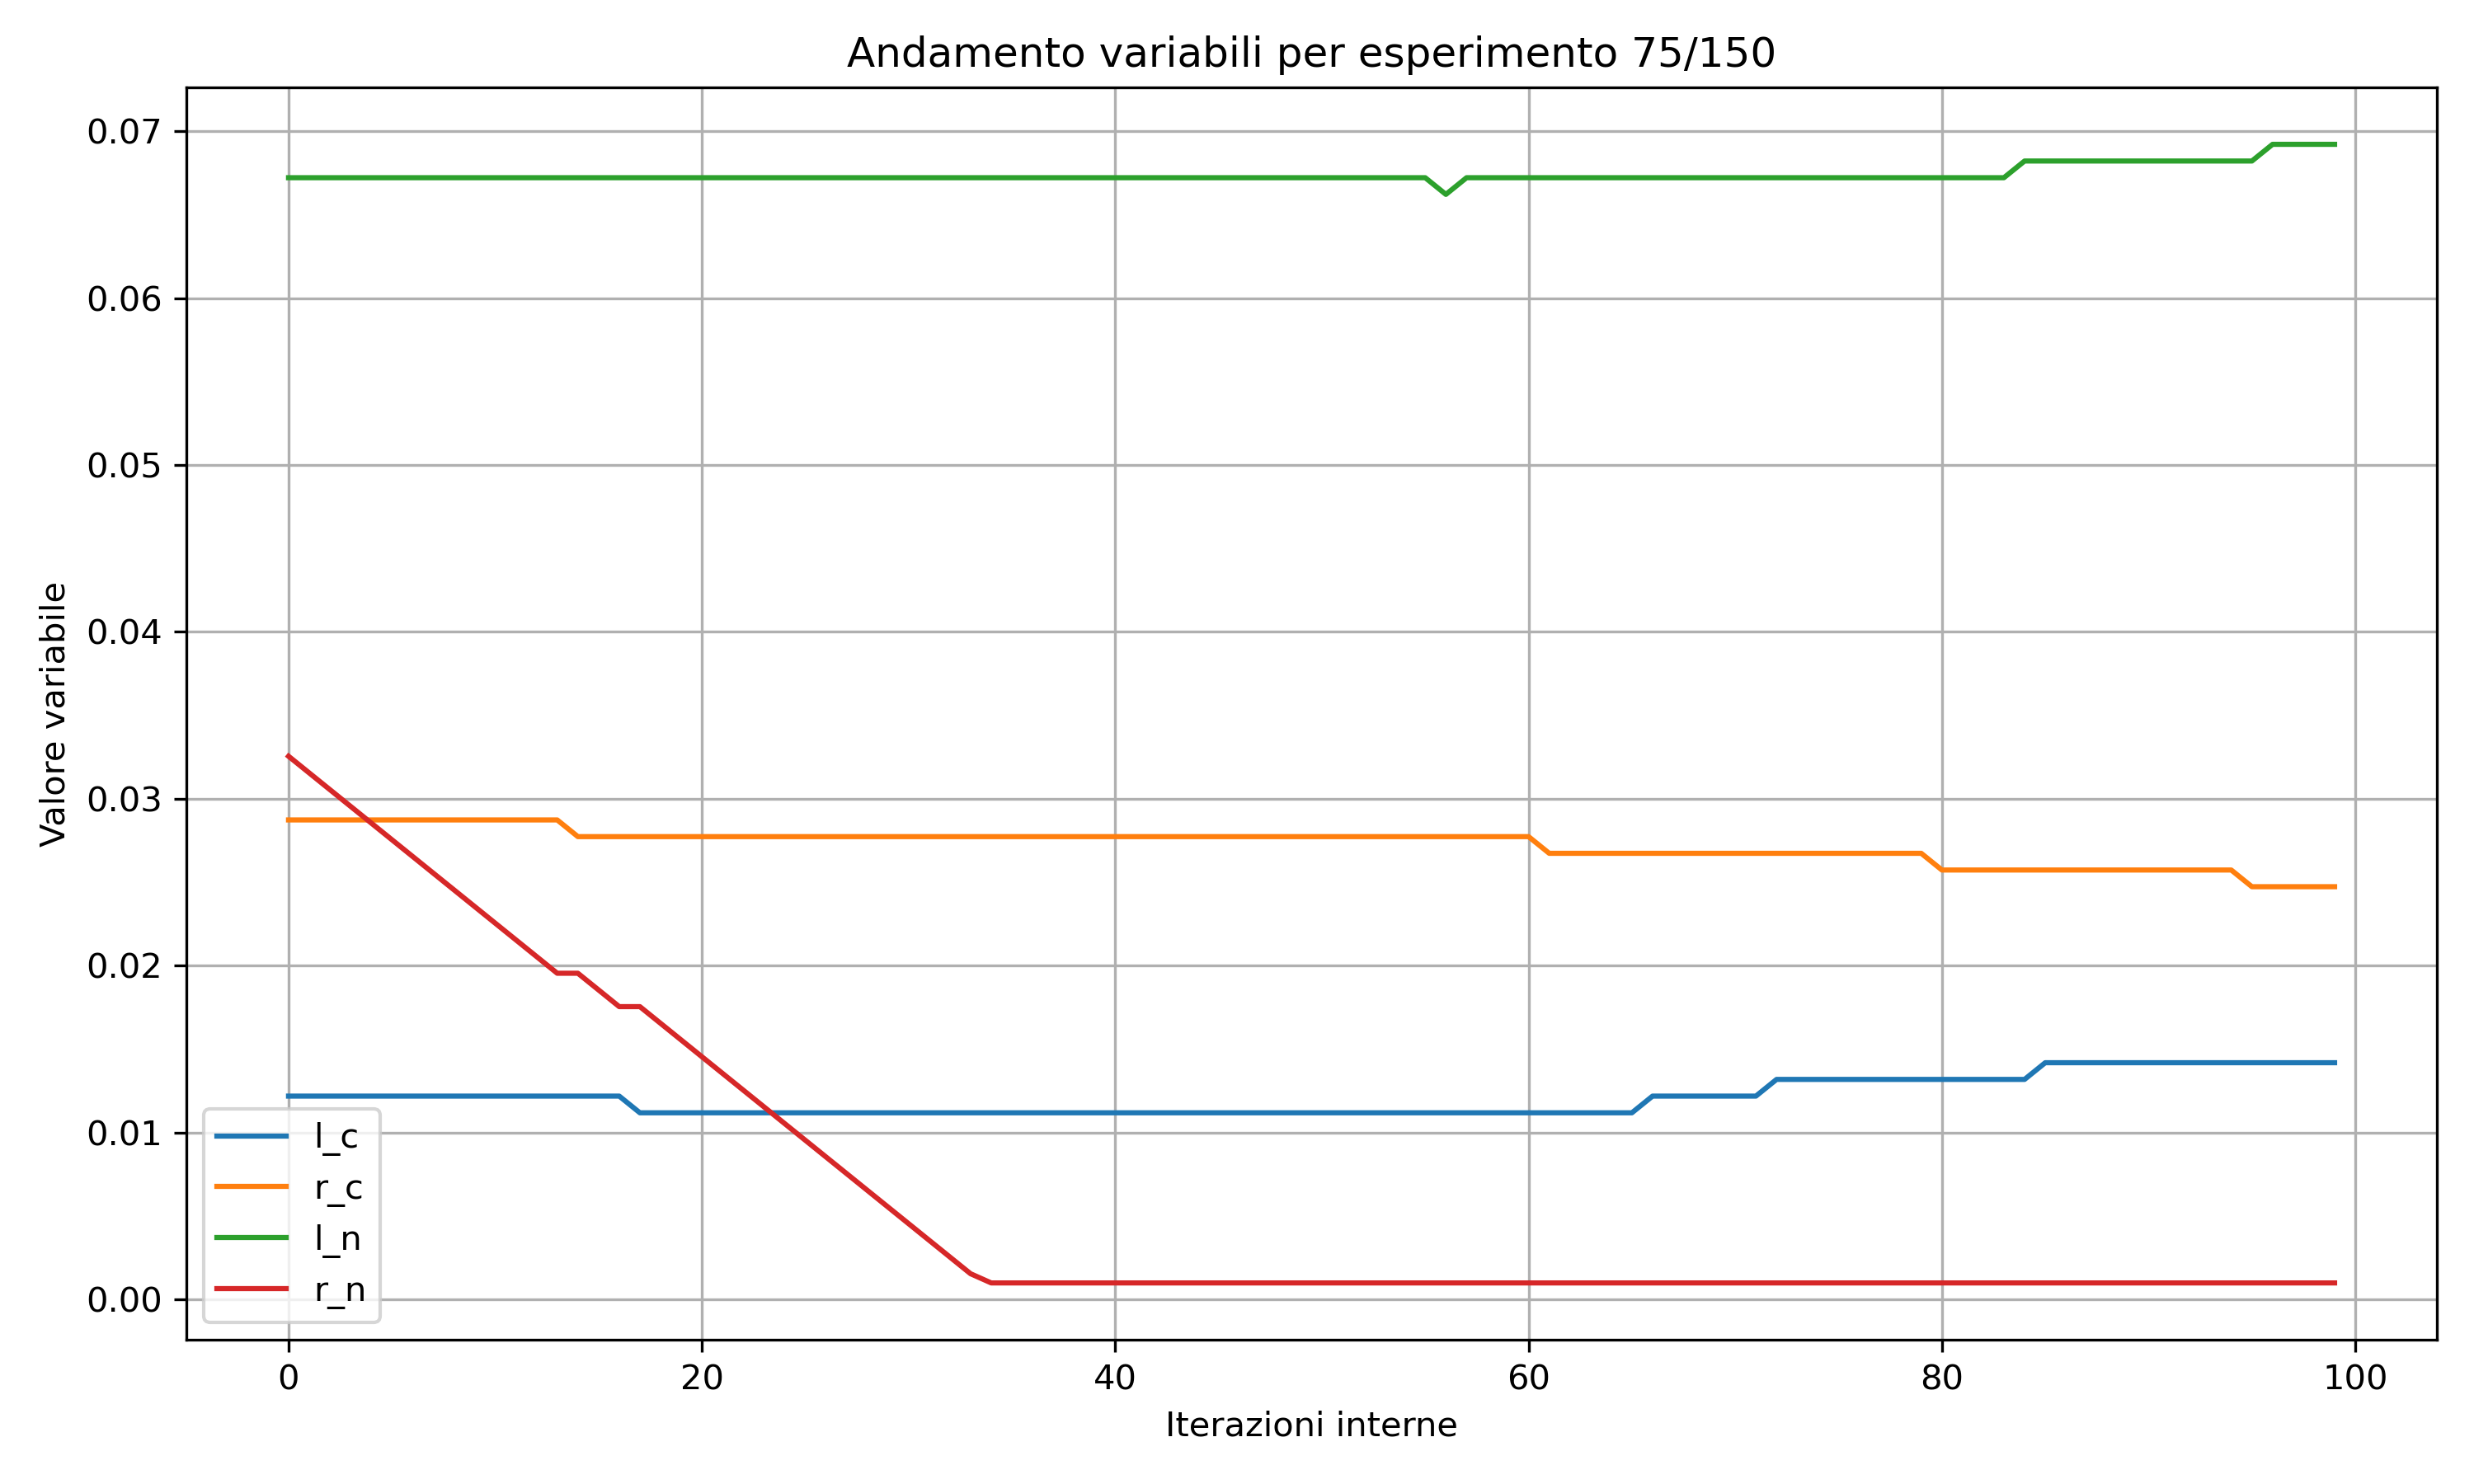 Andamento variabili per esperimento 75/150
Valore variabile
0.07
0.06
0.05
0.04
0.03
0.02
0.01
0.00
l_c
r_c
l_n
r_n
0 20 40 60 80 100
Iterazioni interne